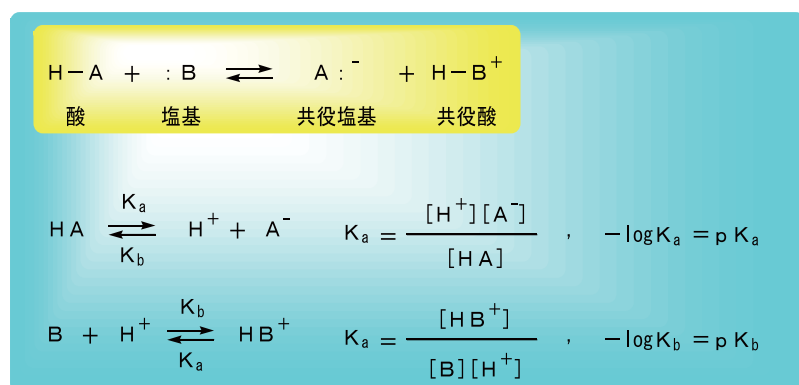 H-A + :B ⇌ A:⁻ + H-B⁺
酸 塩基 共役塩基 共役酸
HA ⇌ H⁺ + A⁻ Ka = [H⁺][A⁻] / [HA] , -logKa = pKa
Ka
Kb
B + H⁺ ⇌ HB⁺ Ka = [HB⁺] / [B][H⁺] , -logKb = pKb
Kb
Ka